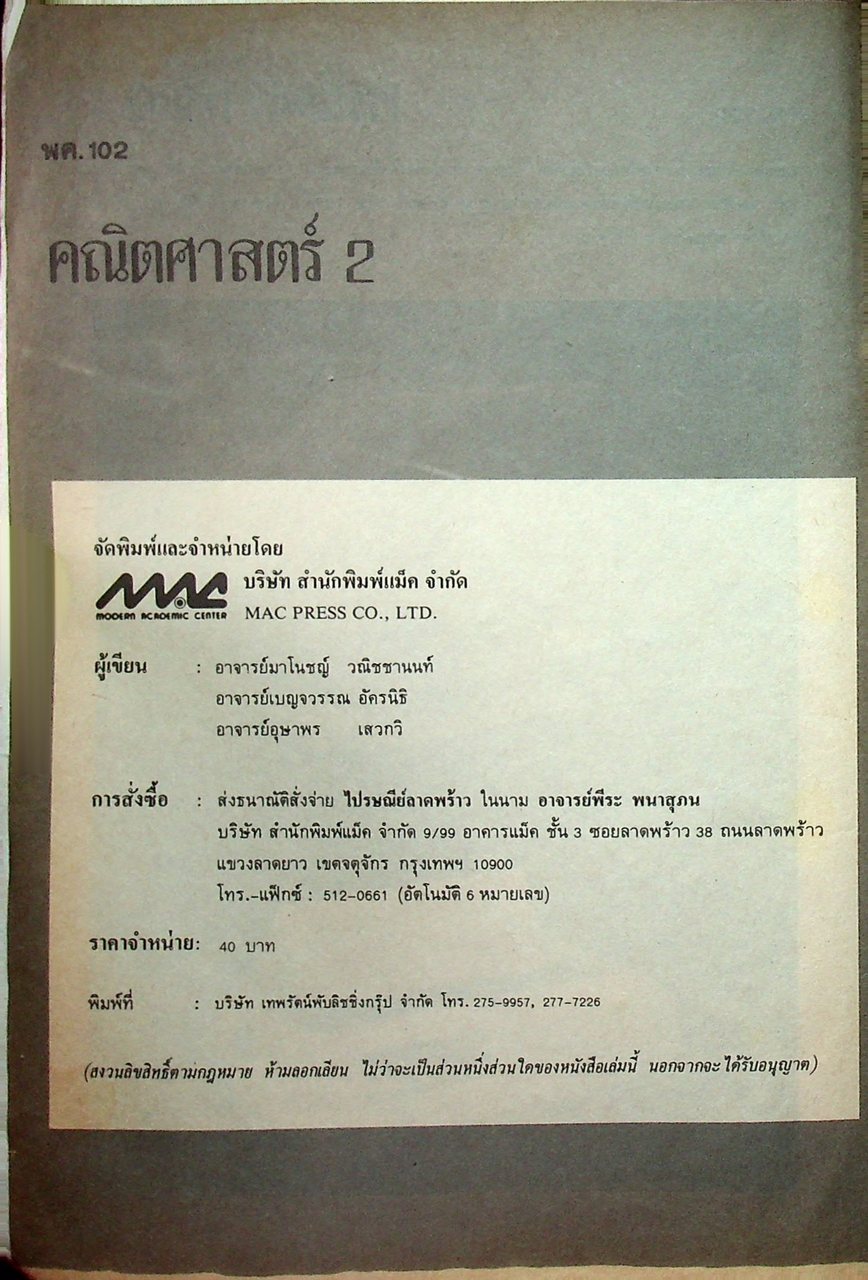 พค.102
คณิตศาสตร์ 2
จัดพิมพ์และจำหน่ายโดย
MAC บริษัท สำนักพิมพ์แม็ค จำกัด
MODERN ACADEMIC CENTER MAC PRESS CO., LTD.
ผู้เขียน : อาจารย์มาโนชญ์ วณิชชานนท์
อาจารย์เบญจวรรณ อัครนิธิ
อาจารย์อุษาพร เสวกวิ
การสั่งซื้อ : ส่งธนาณัติสั่งจ่าย ไปรษณีย์ลาดพร้าว ในนาม อาจารย์พีระ พนาสุภน
บริษัท สำนักพิมพ์แม็ค จำกัด 9/99 อาคารแม็ค ชั้น 3 ซอยลาดพร้าว 38 ถนนลาดพร้าว
แขวงลาดยาว เขตจตุจักร กรุงเทพฯ 10900
โทร.-แฟ็กซ์ : 512-0661 (อัตโนมัติ 6 หมายเลข)
ราคาจำหน่าย: 40 บาท
พิมพ์ที่ : บริษัท เทพรัตน์พับลิชชิ่งกรุ๊ป จำกัด โทร. 275-9957, 277-7226
(สงวนลิขสิทธิ์ตามกฎหมาย ห้ามลอกเลียน ไม่ว่าจะเป็นส่วนหนึ่งส่วนใดของหนังสือเล่มนี้ นอกจากจะได้รับอนุญาต)